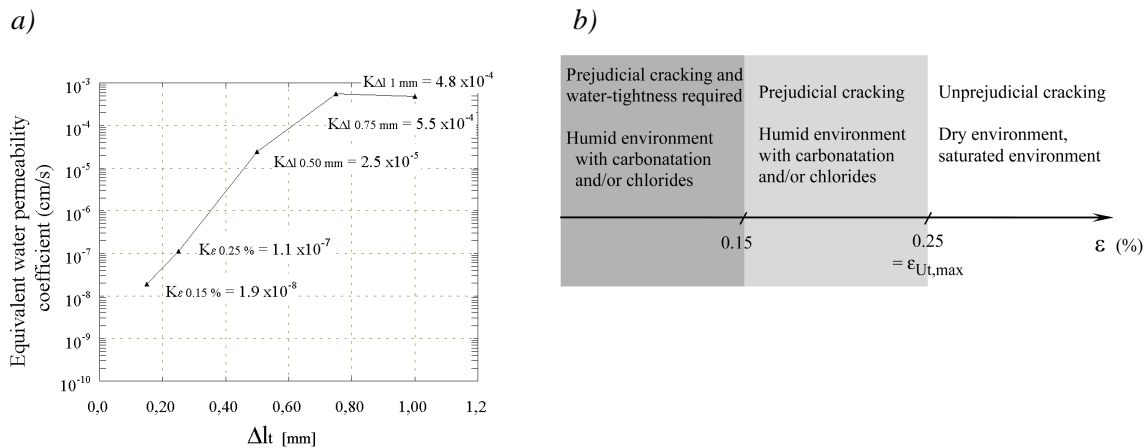 a)
b)
Equivalent water permeability
coefficient (cm/s)
10-3
10-4
10-5
10-6
10-7
10-8
10-9
10-10
KΔl 1 mm = 4.8 x10-4
KΔl 0.75 mm = 5.5 x10-4
KΔl 0.50 mm = 2.5 x10-5
Kε 0.25 % = 1.1 x10-7
Kε 0.15 % = 1.9 x10-8
0,0
0,20
0,40
0,60
0,80
1,00
1,2
Δlt [mm]
Prejudicial cracking and
water-tightness required
Humid environment
with carbonatation
and/or chlorides
Prejudicial cracking
Humid environment
with carbonatation
and/or chlorides
Unprejudicial cracking
Dry environment,
saturated environment
0.15
0.25
= εUt,max
ε (%)